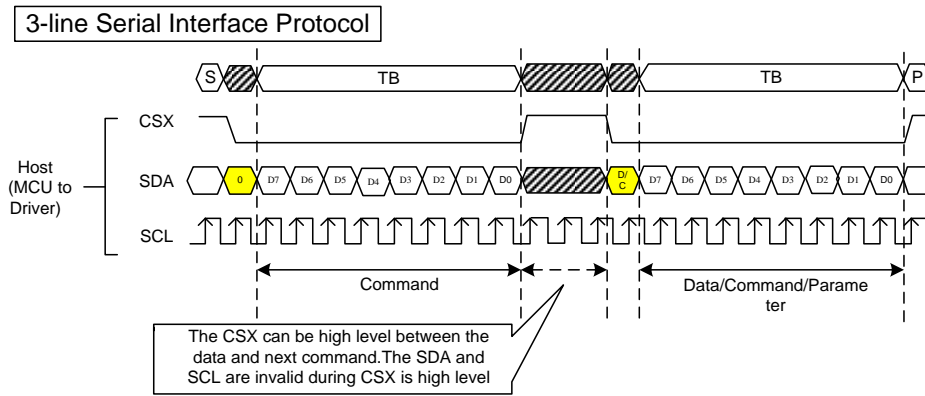 3-line Serial Interface Protocol
S TB TB P
CSX
Host
(MCU to
Driver)
SDA 0 D7 D6 D5 D4 D3 D2 D1 D0 D/
C D7 D6 D5 D4 D3 D2 D1 D0
SCL
Command
Data/Command/Parame
ter
The CSX can be high level between the
data and next command.The SDA and
SCL are invalid during CSX is high level